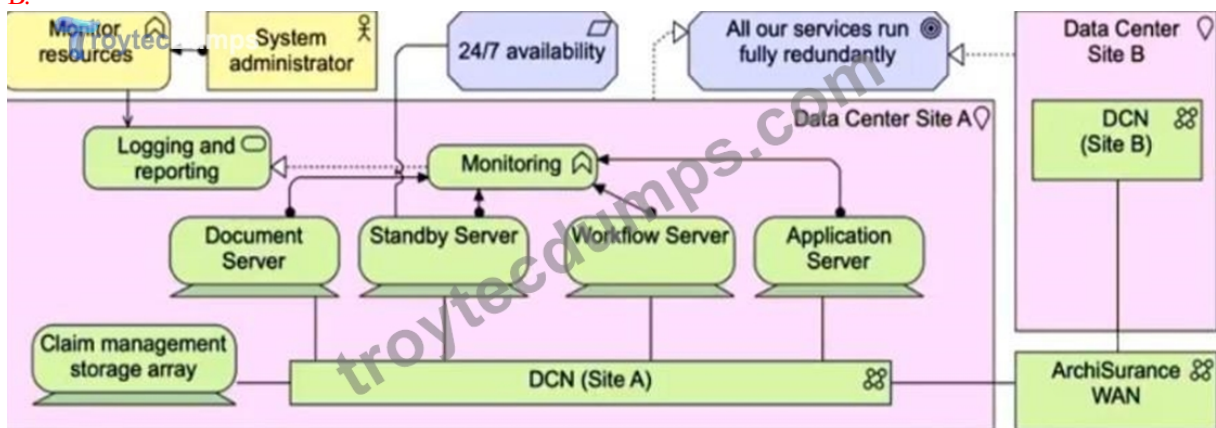 B.
Monitor
resources
Troytec Dumps
System
administrator
24/7 availability
All our services run
fully redundantly
Data Center
Site B
Data Center Site A
DCN
(Site B)
Logging and
reporting
Monitoring
Document
Server
Standby Server
Workflow Server
Application
Server
Claim management
storage array
DCN (Site A)
ArchiSurance
WAN
troytecdumps.com